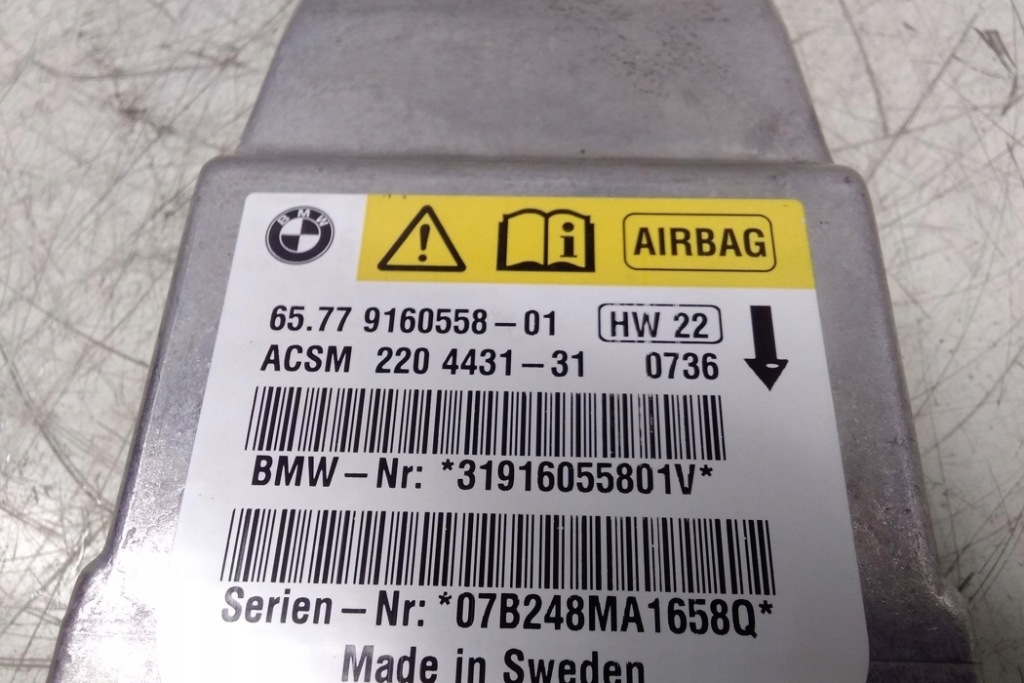 BMW
AIRBAG
65.77 9160558-01 HW 22
ACSM 220 4431-31 0736
BMW-Nr: *31916055801V*
Serien-Nr: *07B248MA1658Q*
Made in Sweden